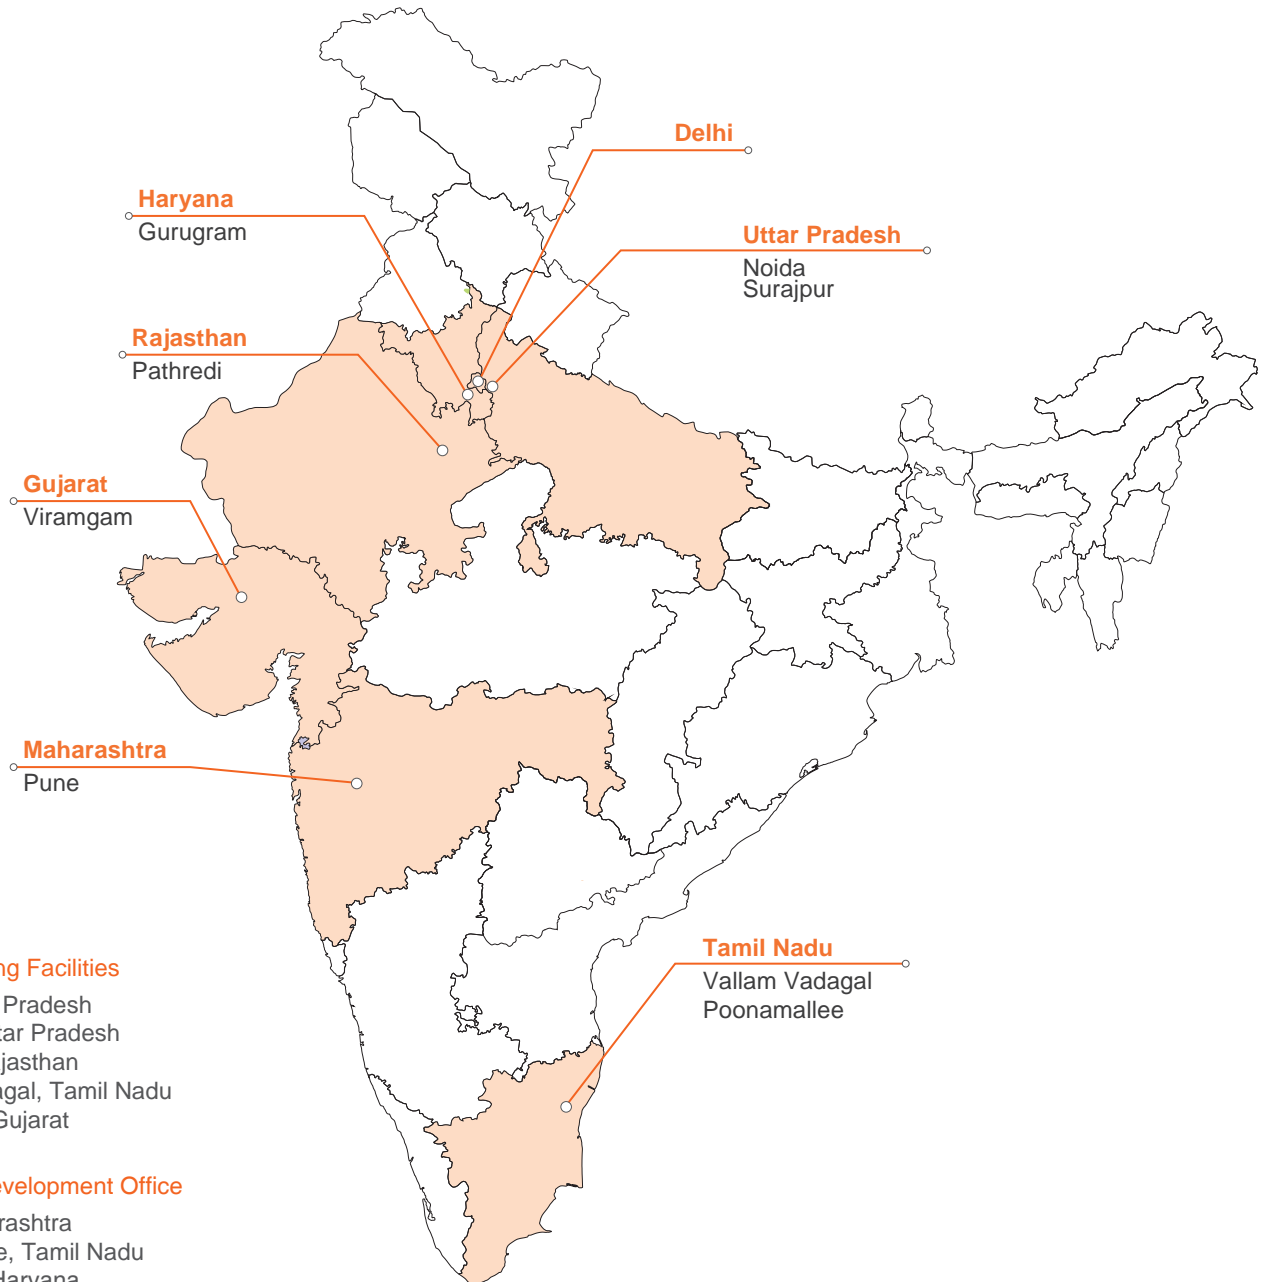 Delhi
Haryana
Gurugram
Uttar Pradesh
Noida
Surajpur
Rajasthan
Pathredi
Gujarat
Viramgam
Maharashtra
Pune
Tamil Nadu
Vallam Vadagal
Poonamallee
ng Facilities
Pradesh
tar Pradesh
jasthan
agal, Tamil Nadu
Gujarat
evelopment Office
rashtra
e, Tamil Nadu
Haryana